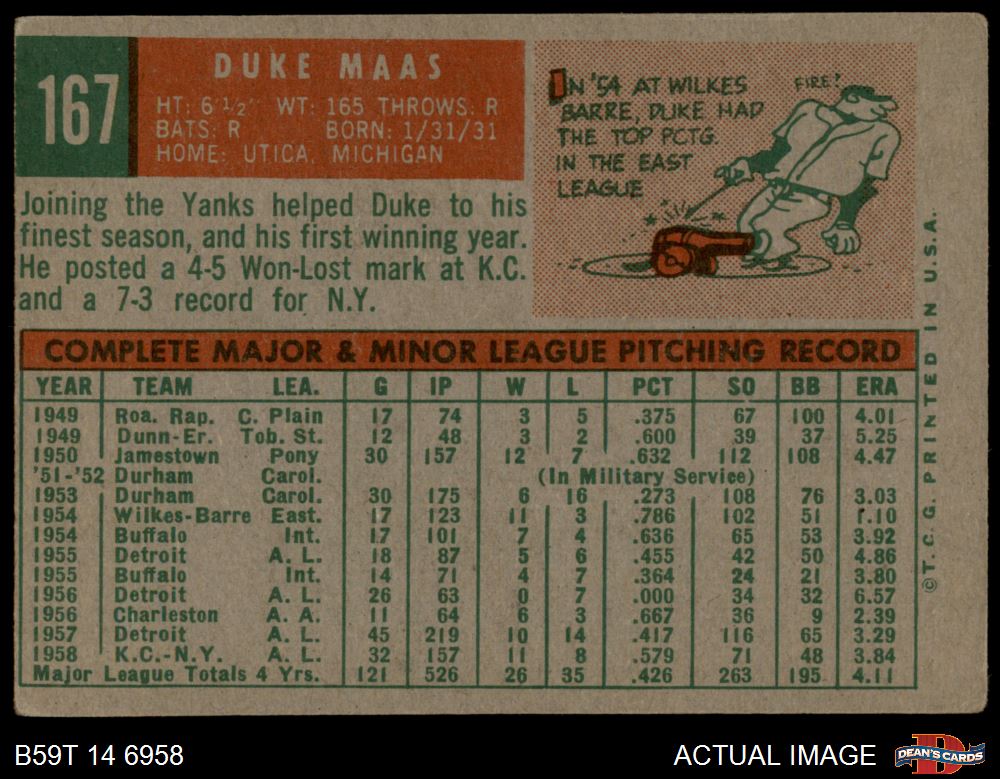 167
DUKE MAAS
HT: 6'1/2" WT: 165 THROWS: R
BATS: R BORN: 1/31/31
HOME: UTICA, MICHIGAN
IN '54 AT WILKES
BARRE, DUKE HAD
THE TOP PCTG.
IN THE EAST
LEAGUE
FIRE!
Joining the Yanks helped Duke to his
finest season, and his first winning year.
He posted a 4-5 Won-Lost mark at K.C.
and a 7-3 record for N.Y.
COMPLETE MAJOR & MINOR LEAGUE PITCHING RECORD
YEAR TEAM LEA. G IP W L PCT SO BB ERA
1949 Roa. Rap. C. Plain 17 74 3 5 .375 67 100 4.01
1949 Dunn-Er. Tob. St. 12 48 3 2 .600 39 37 5.25
1950 Jamestown Pony 30 157 12 7 .632 112 108 4.47
'51-'52 Durham Carol. (In Military Service)
1953 Durham Carol. 30 175 6 16 .273 108 76 3.03
1954 Wilkes-Barre East. 17 123 11 3 .786 102 51 1.10
1954 Buffalo Int. 17 101 7 4 .636 65 53 3.92
1955 Detroit A. L. 18 87 5 6 .455 42 50 4.86
1955 Buffalo Int. 14 71 4 7 .364 24 21 3.80
1956 Detroit A. L. 26 63 0 7 .000 34 32 6.57
1956 Charleston A. A. 11 64 6 3 .667 36 9 2.39
1957 Detroit A. L. 45 219 10 14 .417 116 65 3.29
1958 K.C.-N.Y. A. L. 32 157 11 8 .579 71 48 3.84
Major League Totals 4 Yrs. 121 526 26 35 .426 263 195 4.11
©T. C. G. PRINTED IN U.S.A.
B59T 14 6958
ACTUAL IMAGE
D
DEAN'S CARDS